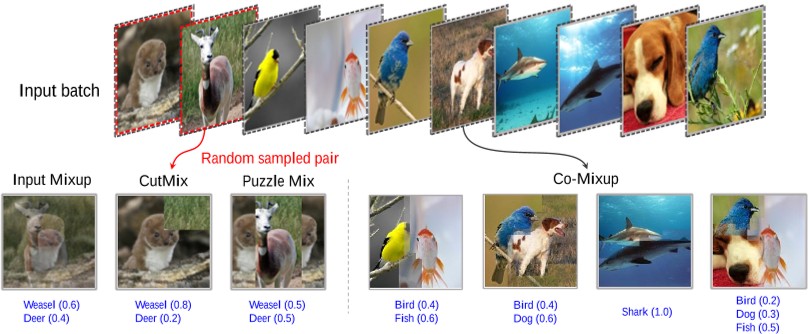 Input batch
Random sampled pair
Input Mixup
CutMix
Puzzle Mix
Co-Mixup
Weasel (0.6)
Deer (0.4)
Weasel (0.8)
Deer (0.2)
Weasel (0.5)
Deer (0.5)
Bird (0.4)
Fish (0.6)
Bird (0.4)
Dog (0.6)
Shark (1.0)
Bird (0.2)
Dog (0.3)
Fish (0.5)